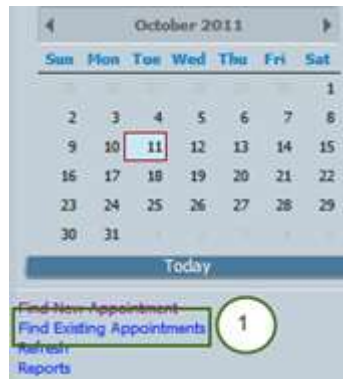 October 2011
Sun Mon Tue Wed Thu Fri Sat
1
2 3 4 5 6 7 8
9 10 11 12 13 14 15
16 17 18 19 20 21 22
23 24 25 26 27 28 29
30 31
Today
Find New Appointment
Find Existing Appointments 1
Refresh
Reports